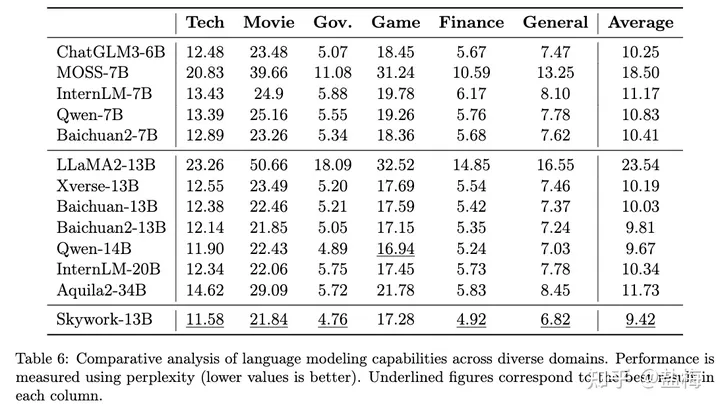 Tech Movie Gov. Game Finance General Average
ChatGLM3-6B 12.48 23.48 5.07 18.45 5.67 7.47 10.25
MOSS-7B 20.83 39.66 11.08 31.24 10.59 13.25 18.50
InternLM-7B 13.43 24.9 5.88 19.78 6.17 8.10 11.17
Qwen-7B 13.39 25.16 5.55 19.26 5.76 7.78 10.83
Baichuan2-7B 12.89 23.26 5.34 18.36 5.68 7.62 10.41
LLaMA2-13B 23.26 50.66 18.09 32.52 14.85 16.55 23.54
Xverse-13B 12.55 23.49 5.20 17.69 5.54 7.46 10.19
Baichuan-13B 12.38 22.46 5.21 17.59 5.42 7.37 10.03
Baichuan2-13B 12.14 21.85 5.05 17.15 5.35 7.24 9.81
Qwen-14B 11.90 22.43 4.89 16.94 5.24 7.03 9.67
InternLM-20B 12.34 22.06 5.75 17.45 5.73 7.78 10.34
Aquila2-34B 14.62 29.09 5.72 21.78 5.83 8.45 11.73
Skywork-13B 11.58 21.84 4.76 17.28 4.92 6.82 9.42
Table 6: Comparative analysis of language modeling capabilities across diverse domains. Performance is
measured using perplexity (lower values is better). Underlined figures correspond to the best result in
each column.
知乎 @盐梅